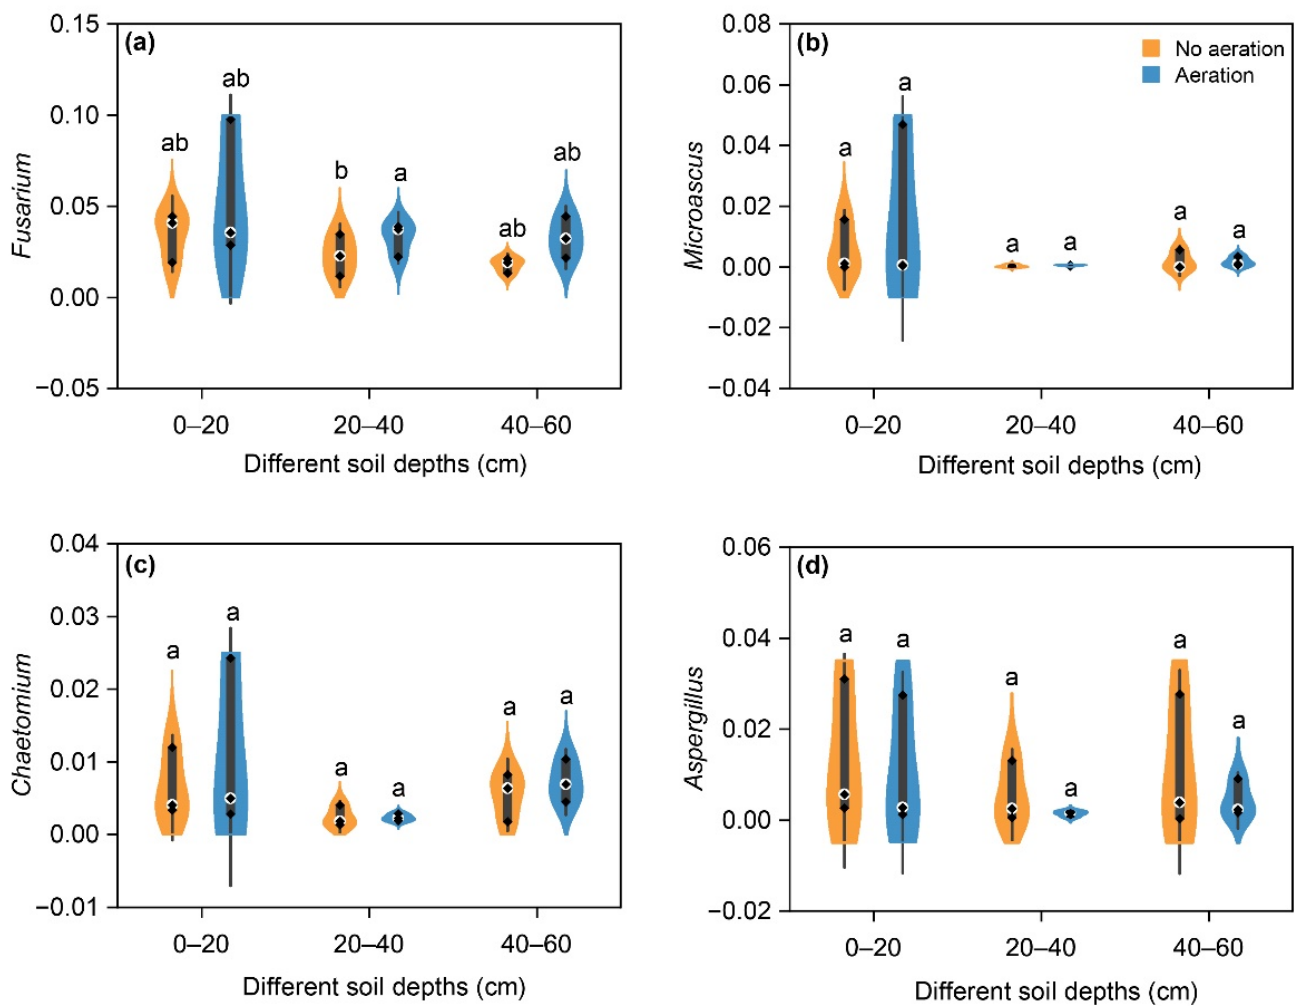 (a)
Fusarium
0.15
0.10
0.05
0.00
−0.05
ab
ab
b
a
ab
ab
0–20
20–40
40–60
Different soil depths (cm)
(b)
No aeration
Aeration
Microascus
0.08
0.06
0.04
0.02
0.00
−0.02
−0.04
a
a
a
a
a
a
0–20
20–40
40–60
Different soil depths (cm)
(c)
Chaetomium
0.04
0.03
0.02
0.01
0.00
−0.01
a
a
a
a
a
a
0–20
20–40
40–60
Different soil depths (cm)
(d)
Aspergillus
0.06
0.04
0.02
0.00
−0.02
a
a
a
a
a
a
0–20
20–40
40–60
Different soil depths (cm)